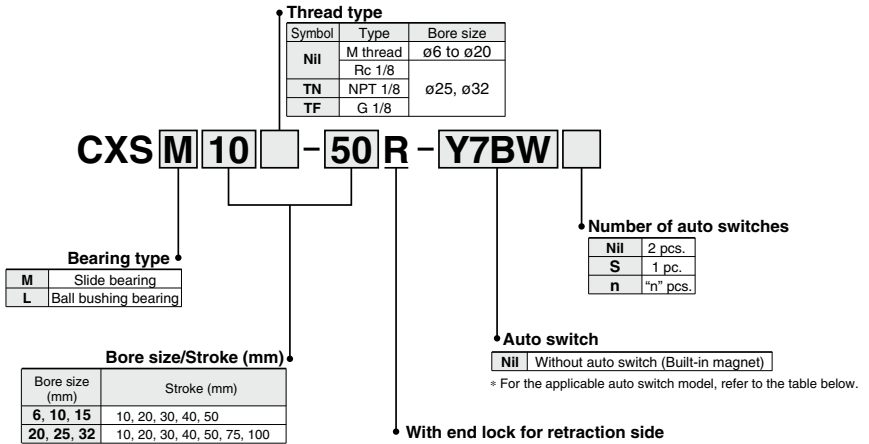 Thread type
Symbol Type Bore size
Nil M thread ø6 to ø20
Rc 1/8 ø25, ø32
TN NPT 1/8
TF G 1/8
CXS M 10 – 50 R – Y7BW
Number of auto switches
Nil 2 pcs.
S 1 pc.
n “n” pcs.
Bearing type
M Slide bearing
L Ball bushing bearing
Auto switch
Nil Without auto switch (Built-in magnet)
* For the applicable auto switch model, refer to the table below.
Bore size/Stroke (mm)
Bore size (mm) Stroke (mm)
6, 10, 15 10, 20, 30, 40, 50
20, 25, 32 10, 20, 30, 40, 50, 75, 100
With end lock for retraction side